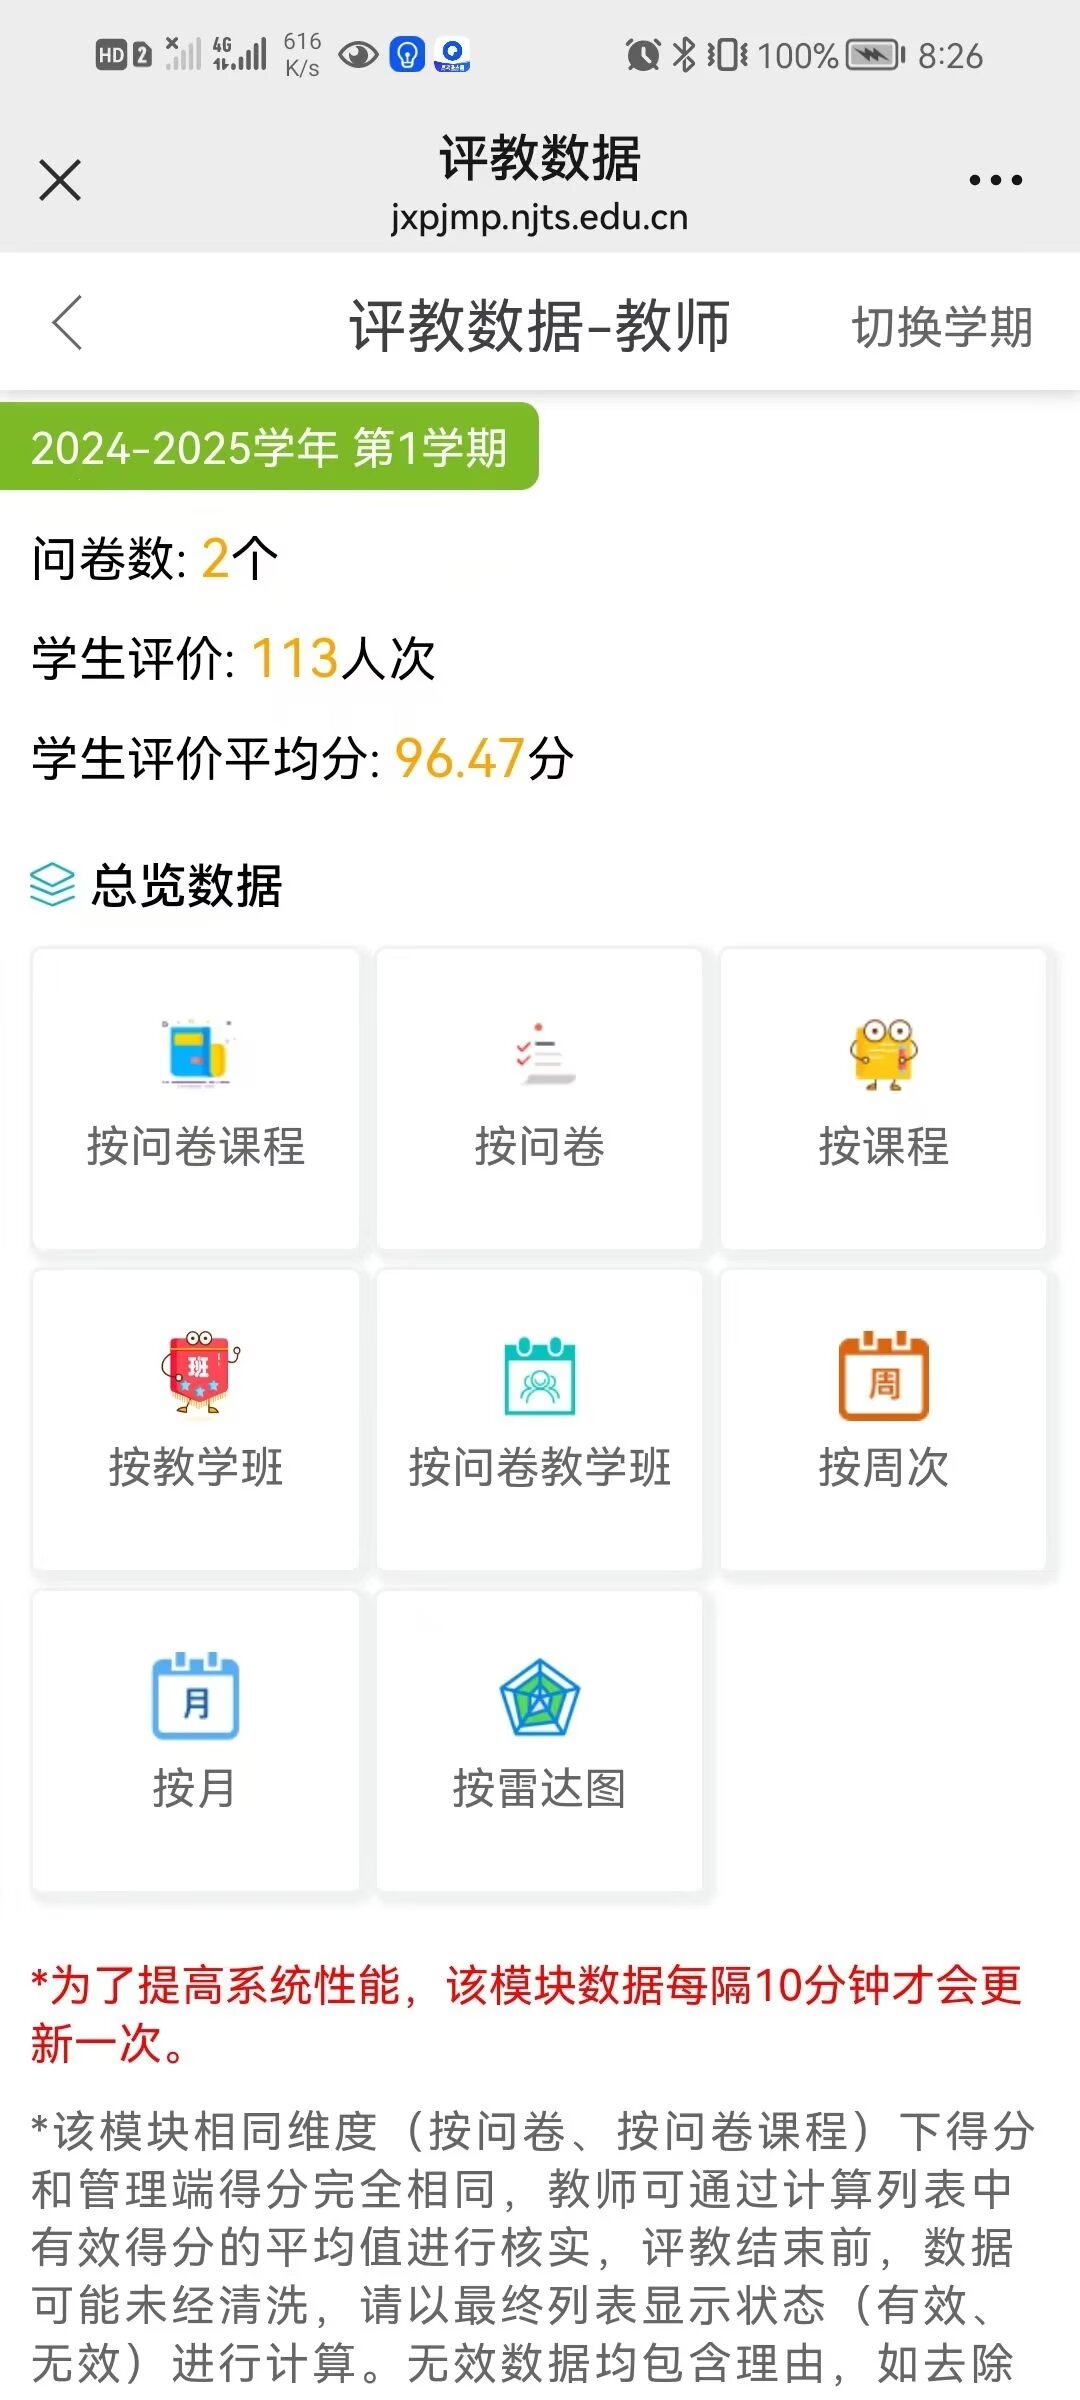 HD 2 4G 616 K/s 100% 8:26
评教数据
jxpjmp.njts.edu.cn
评教数据-教师 切换学期
2024-2025学年 第1学期
问卷数: 2个
学生评价: 113人次
学生评价平均分: 96.47分
总览数据
按问卷课程 按问卷 按课程
班 周
按教学班 按问卷教学班 按周次
月
按月 按雷达图
*为了提高系统性能，该模块数据每隔10分钟才会更
新一次。
*该模块相同维度（按问卷、按问卷课程）下得分
和管理端得分完全相同，教师可通过计算列表中
有效得分的平均值进行核实，评教结束前，数据
可能未经清洗，请以最终列表显示状态（有效、
无效）进行计算。无效数据均包含理由，如去除